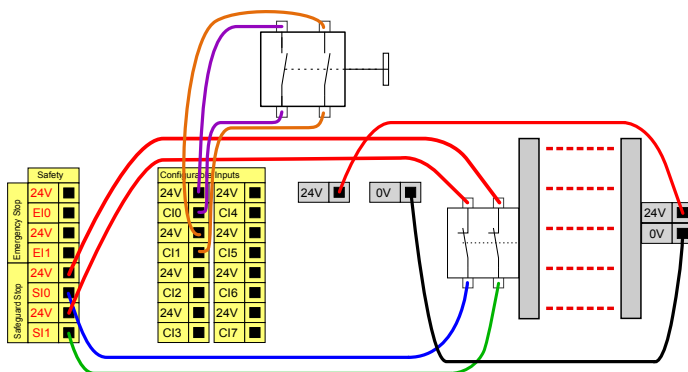 Safety
Emergency Stop
24V
EI0
24V
EI1
Safeguard Stop
24V
SI0
24V
SI1
Configurable Inputs
24V 24V
CI0 CI4
24V 24V
CI1 CI5
24V 24V
CI2 CI6
24V 24V
CI3 CI7
24V
0V
24V
0V